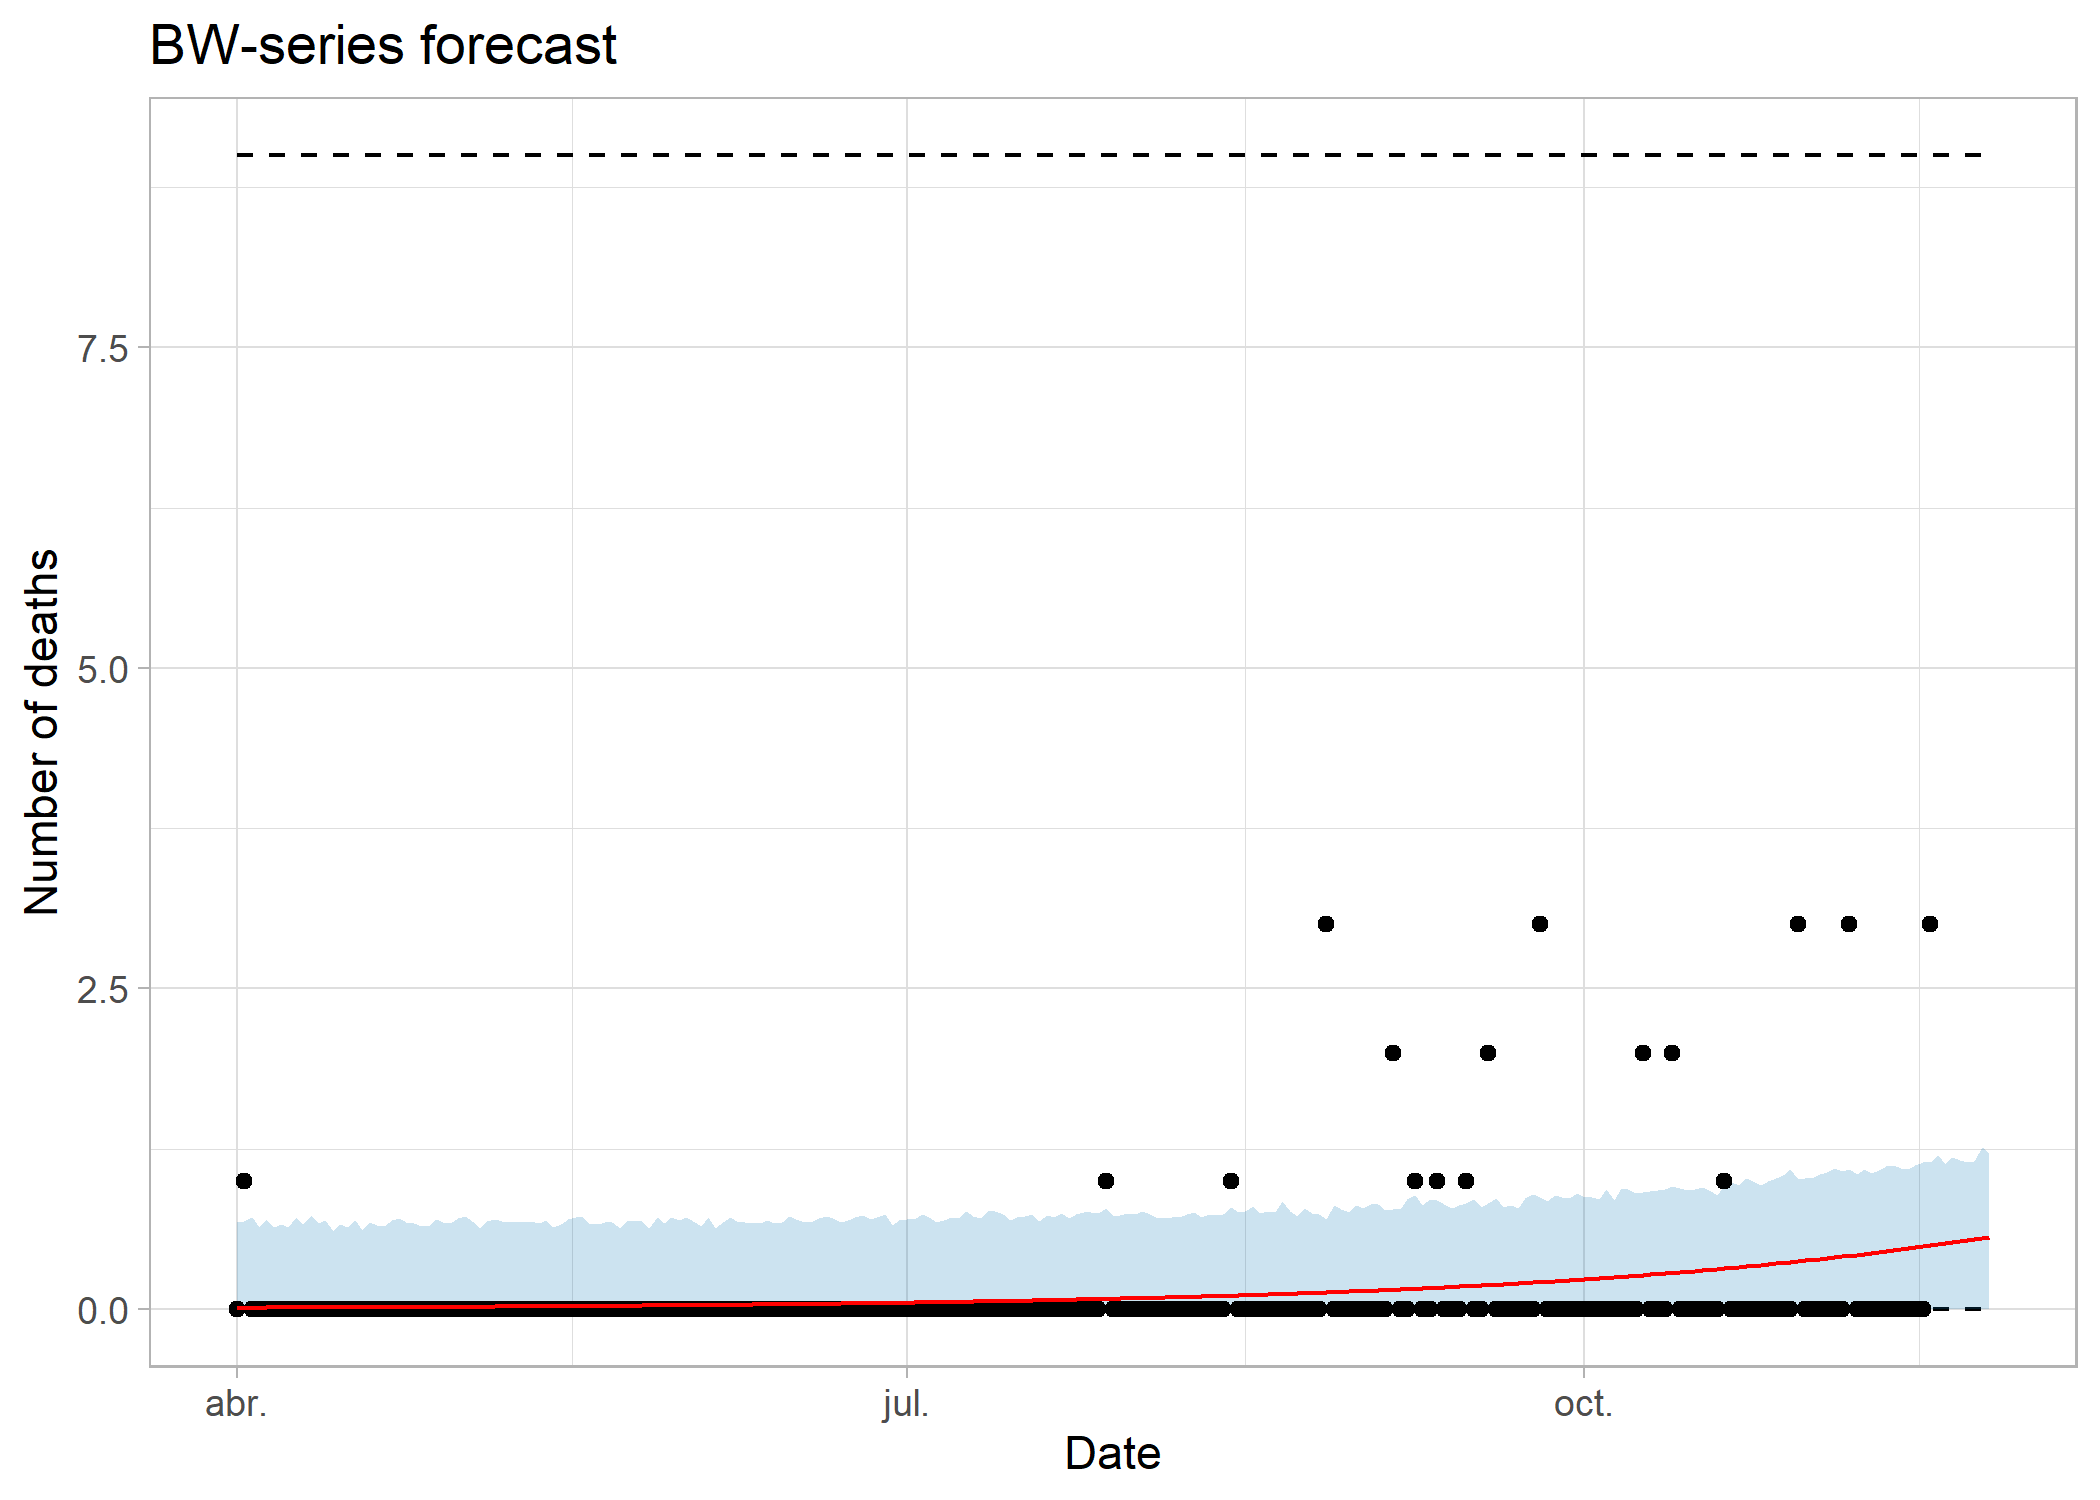 BW-series forecast
Number of deaths
7.5
5.0
2.5
0.0
abr.
jul.
oct.
Date